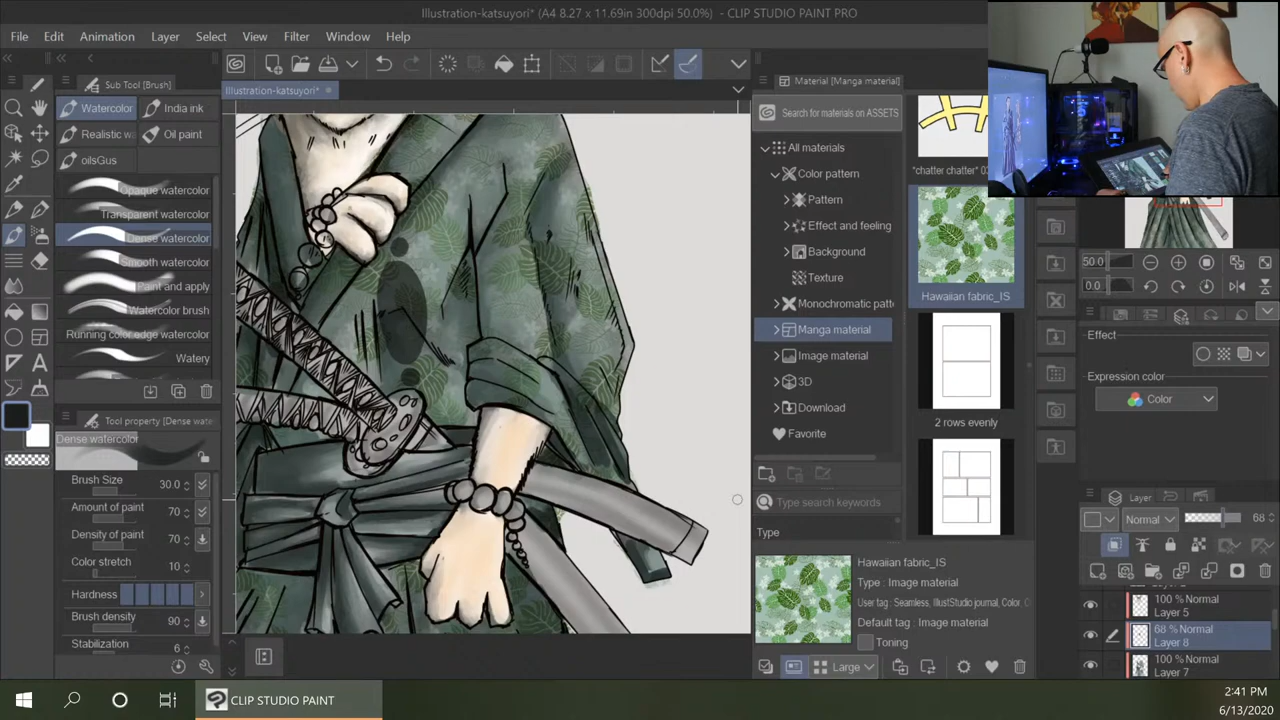 Illustration-katsuyori* (A4 8.27 x 11.69in 300dpi 50.0%) - CLIP STUDIO PAINT PRO
File Edit Animation Layer Select View Filter Window Help
Sub Tool [Brush]
Illustration-katsuyori*
Material [Manga material]
Watercolor India ink
Realistic w Oil paint
oilsGus
Opaque watercolor
Transparent watercolor
Dense watercolor
Smooth watercolor
Paint and apply
Watercolor brush
Running color edge watercolor
Watery
Tool property [Dense wate
Dense watercolor
Brush Size 30.0
Amount of paint 70
Density of paint 70
Color stretch 10
Hardness
Brush density 90
Stabilization 6
Search for materials on ASSETS
All materials
Color pattern
Pattern
Effect and feeling
Background
Texture
Monochromatic patt
Manga material
Image material
3D
Download
Favorite
Type search keywords
Type
*chatter chatter* 0
Hawaiian fabric_IS
2 rows evenly
Hawaiian fabric_IS
Type : Image material
User tag : Seamless, IllustStudio journal, Color,
Default tag : Image material
Toning
Large
50.0
0.0
Effect
Expression color
Color
Layer
Normal 68
100 % Normal
Layer 5
68 % Normal
Layer 8
100 % Normal
Layer 7
CLIP STUDIO PAINT
2:41 PM
6/13/2020